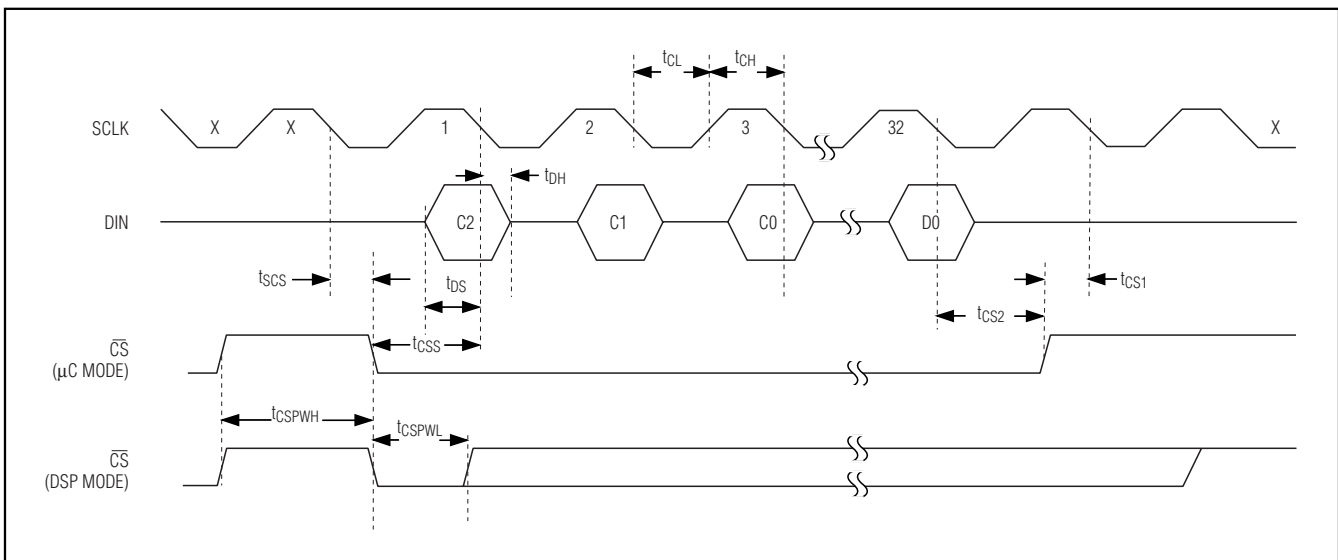 tCL tCH
SCLK X X 1 2 3 32 X
tDH
DIN C2 C1 C0 D0
tSCS tDS tCS1
tCS2
CS
(μC MODE)
tCSS
tCSPWH tCSPWL
CS
(DSP MODE)